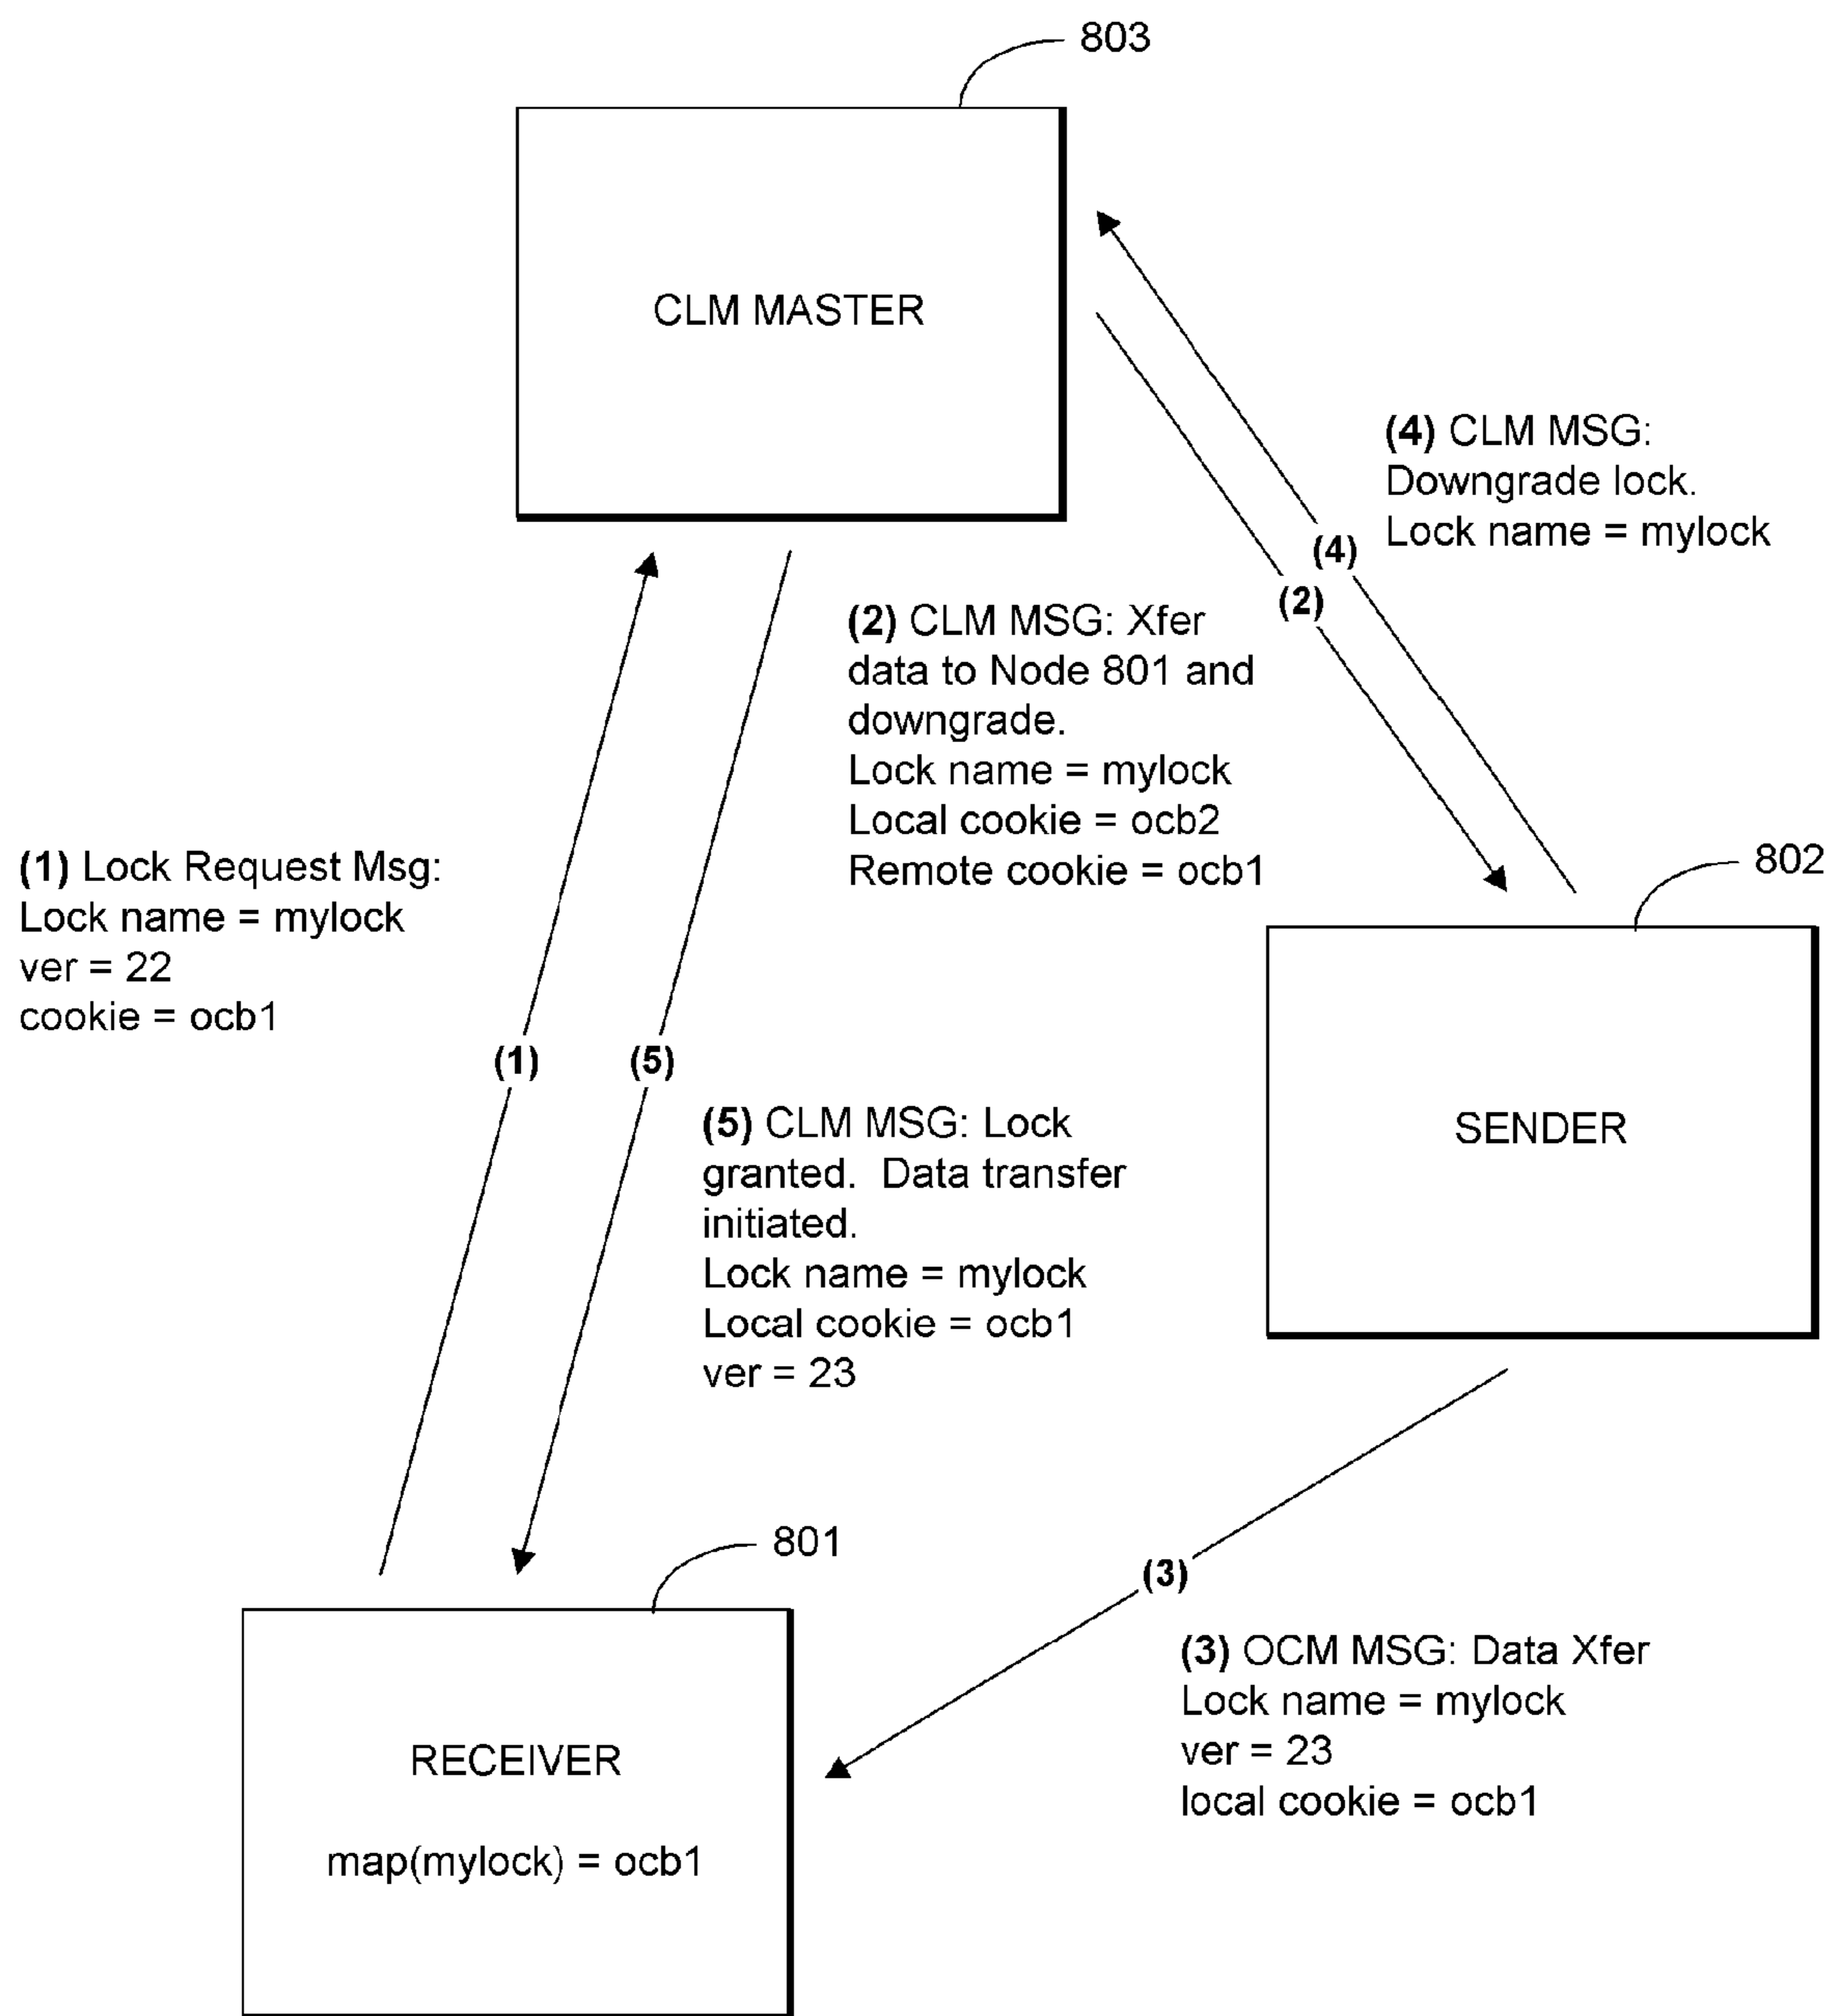 803
CLM MASTER
(4) CLM MSG:
Downgrade lock.
Lock name = mylock
(4)
(2)
(2) CLM MSG: Xfer
data to Node 801 and
downgrade.
Lock name = mylock
Local cookie = ocb2
Remote cookie = ocb1
(1) Lock Request Msg:
Lock name = mylock
ver = 22
cookie = ocb1
802
SENDER
(1)
(5)
(5) CLM MSG: Lock
granted.  Data transfer
initiated.
Lock name = mylock
Local cookie = ocb1
ver = 23
801
(3)
(3) OCM MSG: Data Xfer
Lock name = mylock
ver = 23
local cookie = ocb1
RECEIVER
map(mylock) = ocb1